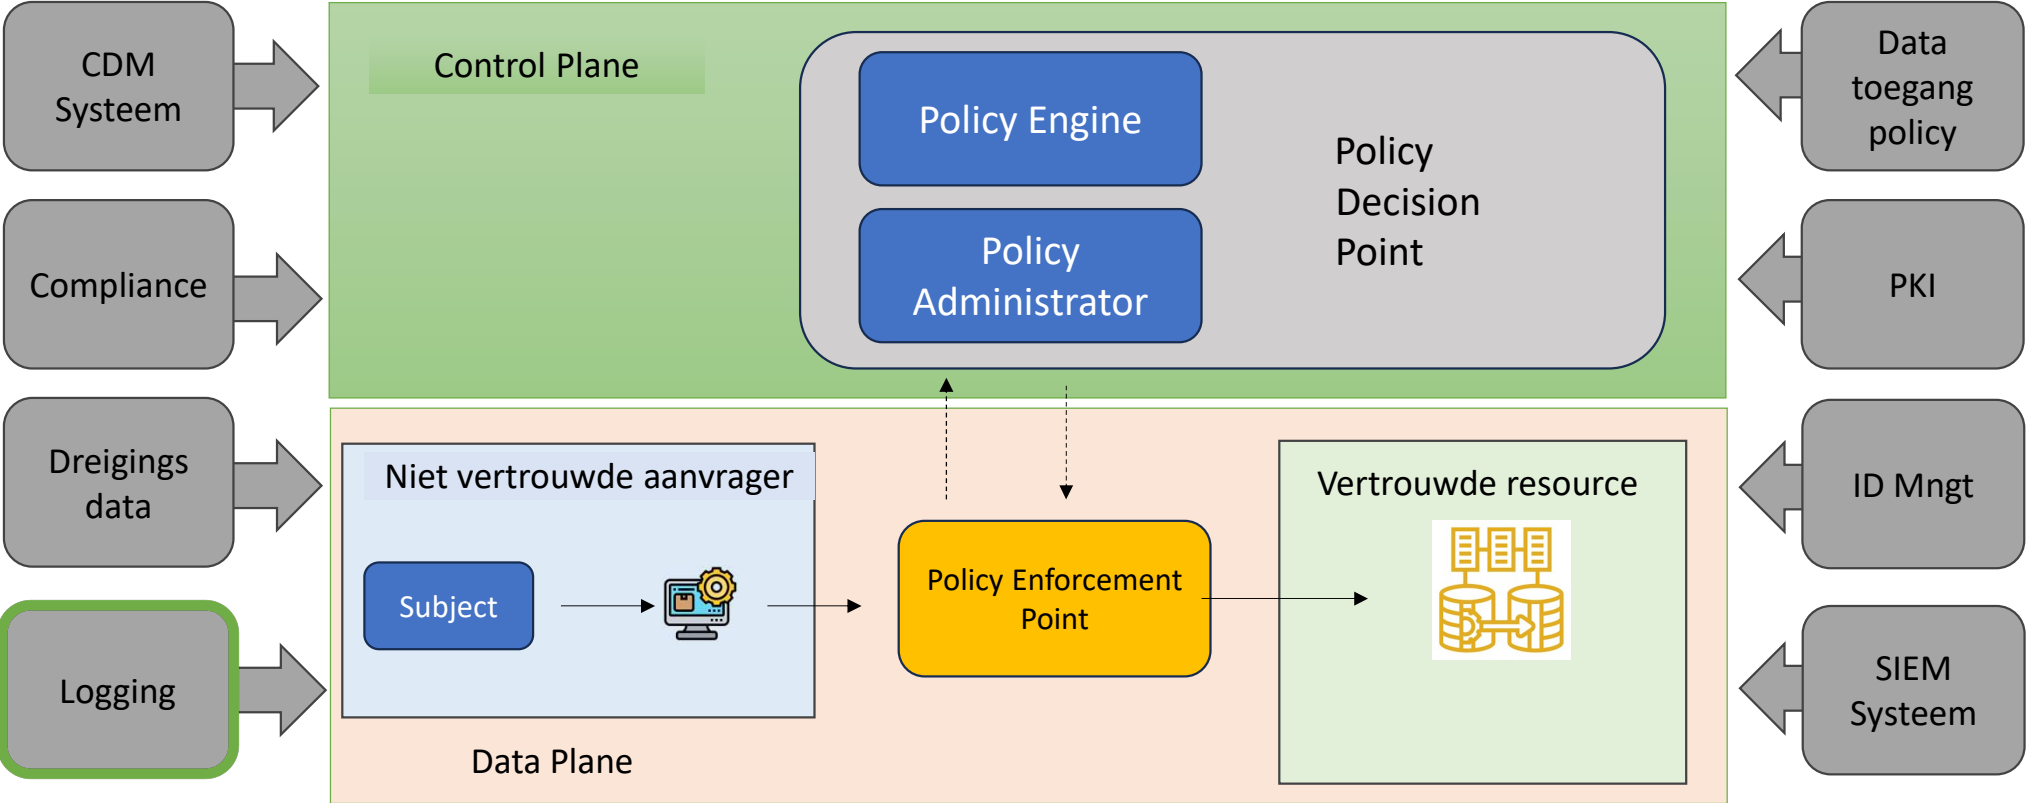 CDM
Systeem
Compliance
Dreigings
data
Logging
Control Plane
Policy Engine
Policy
Administrator
Policy
Decision
Point
Niet vertrouwde aanvrager
Subject
Policy Enforcement
Point
Vertrouwde resource
Data Plane
Data
toegang
policy
PKI
ID Mngt
SIEM
Systeem